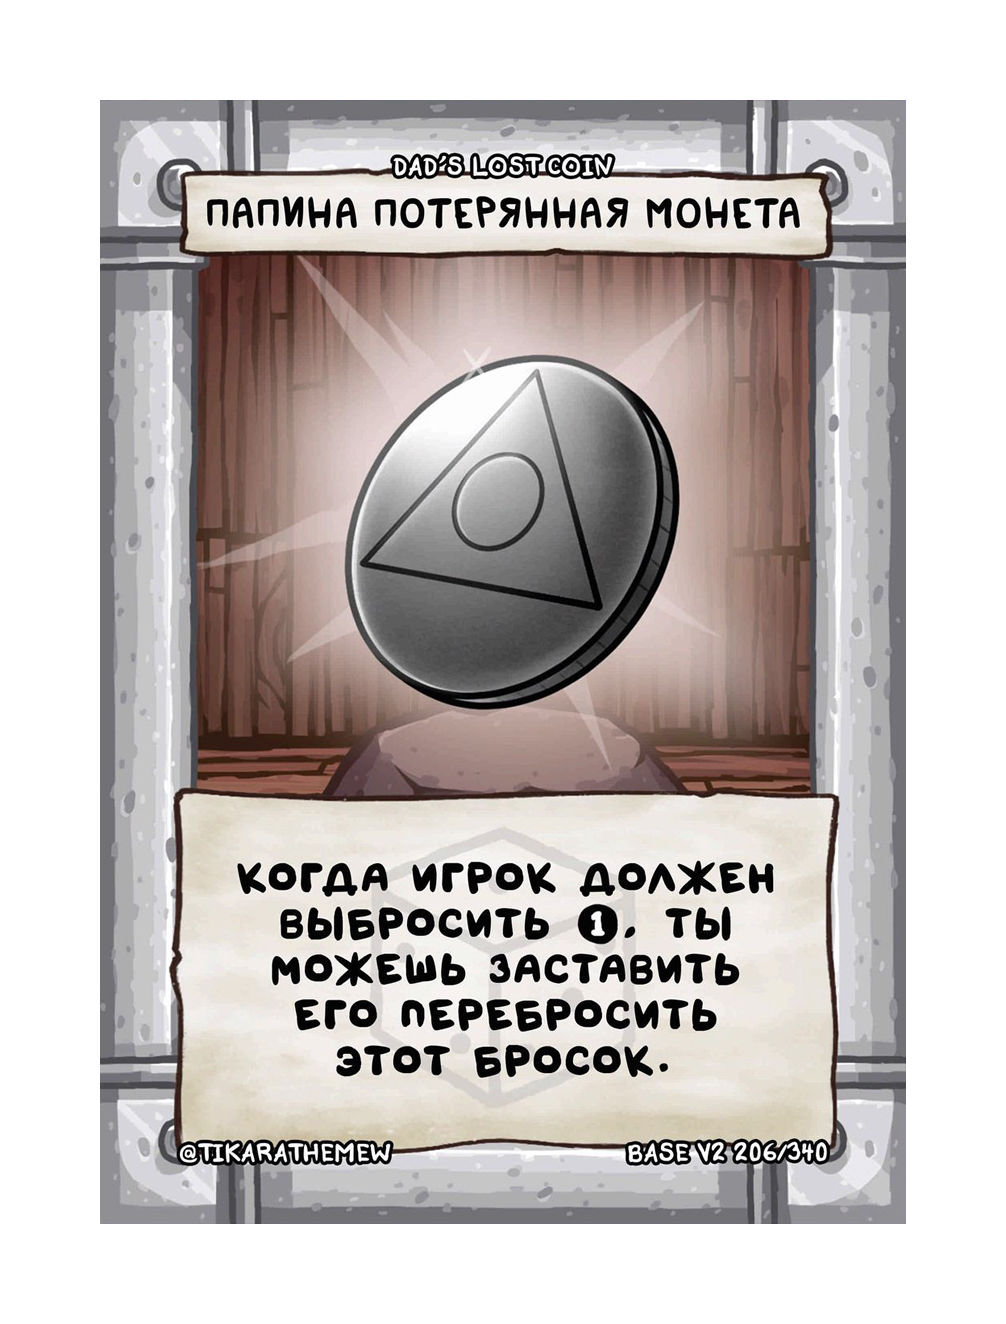 DAD'S LOST COIN
ПАПИНА ПОТЕРЯННАЯ МОНЕТА
КОГДА ИГРОК ДОЛЖЕН
ВЫБРОСИТЬ 1, ТЫ
МОЖЕШЬ ЗАСТАВИТЬ
ЕГО ПЕРЕБРОСИТЬ
ЭТОТ БРОСОК.
@TIKARATHEMEW
BASE V2 206/340